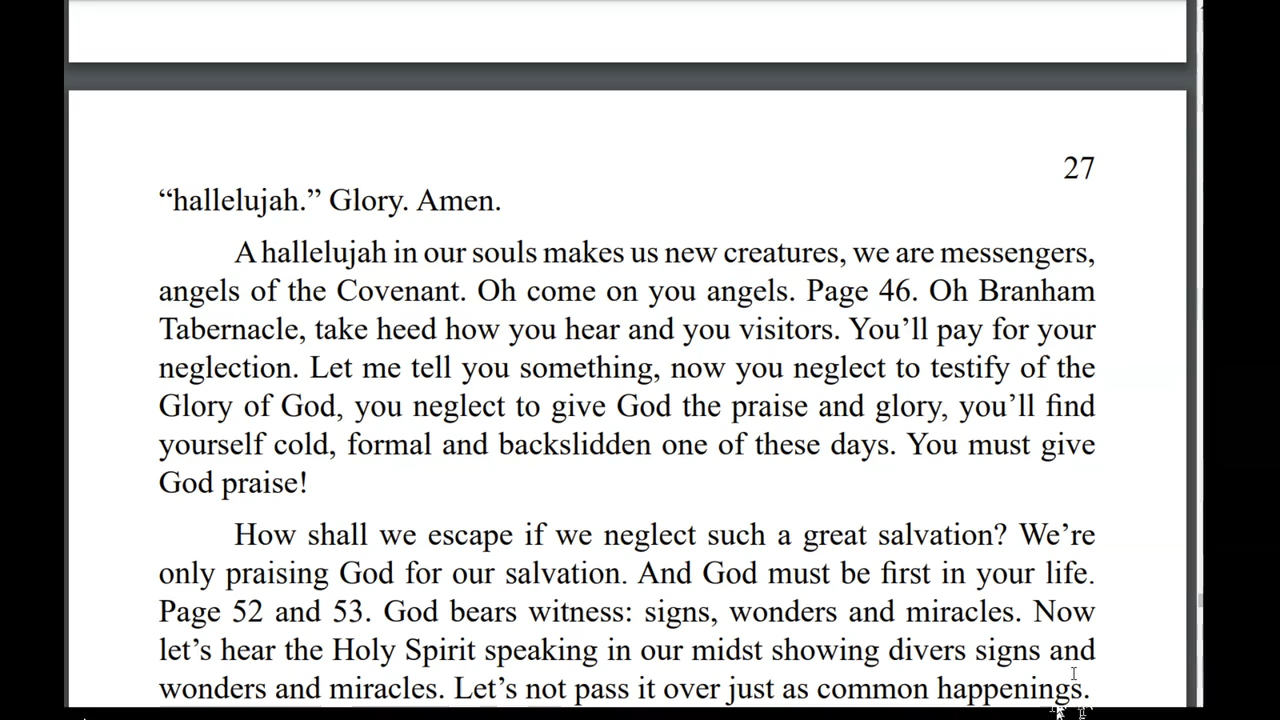 27
“hallelujah.” Glory. Amen.
A hallelujah in our souls makes us new creatures, we are messengers,
angels of the Covenant. Oh come on you angels. Page 46. Oh Branham
Tabernacle, take heed how you hear and you visitors. You’ll pay for your
neglection. Let me tell you something, now you neglect to testify of the
Glory of God, you neglect to give God the praise and glory, you’ll find
yourself cold, formal and backslidden one of these days. You must give
God praise!
How shall we escape if we neglect such a great salvation? We’re
only praising God for our salvation. And God must be first in your life.
Page 52 and 53. God bears witness: signs, wonders and miracles. Now
let’s hear the Holy Spirit speaking in our midst showing divers signs and
wonders and miracles. Let’s not pass it over just as common happenings.